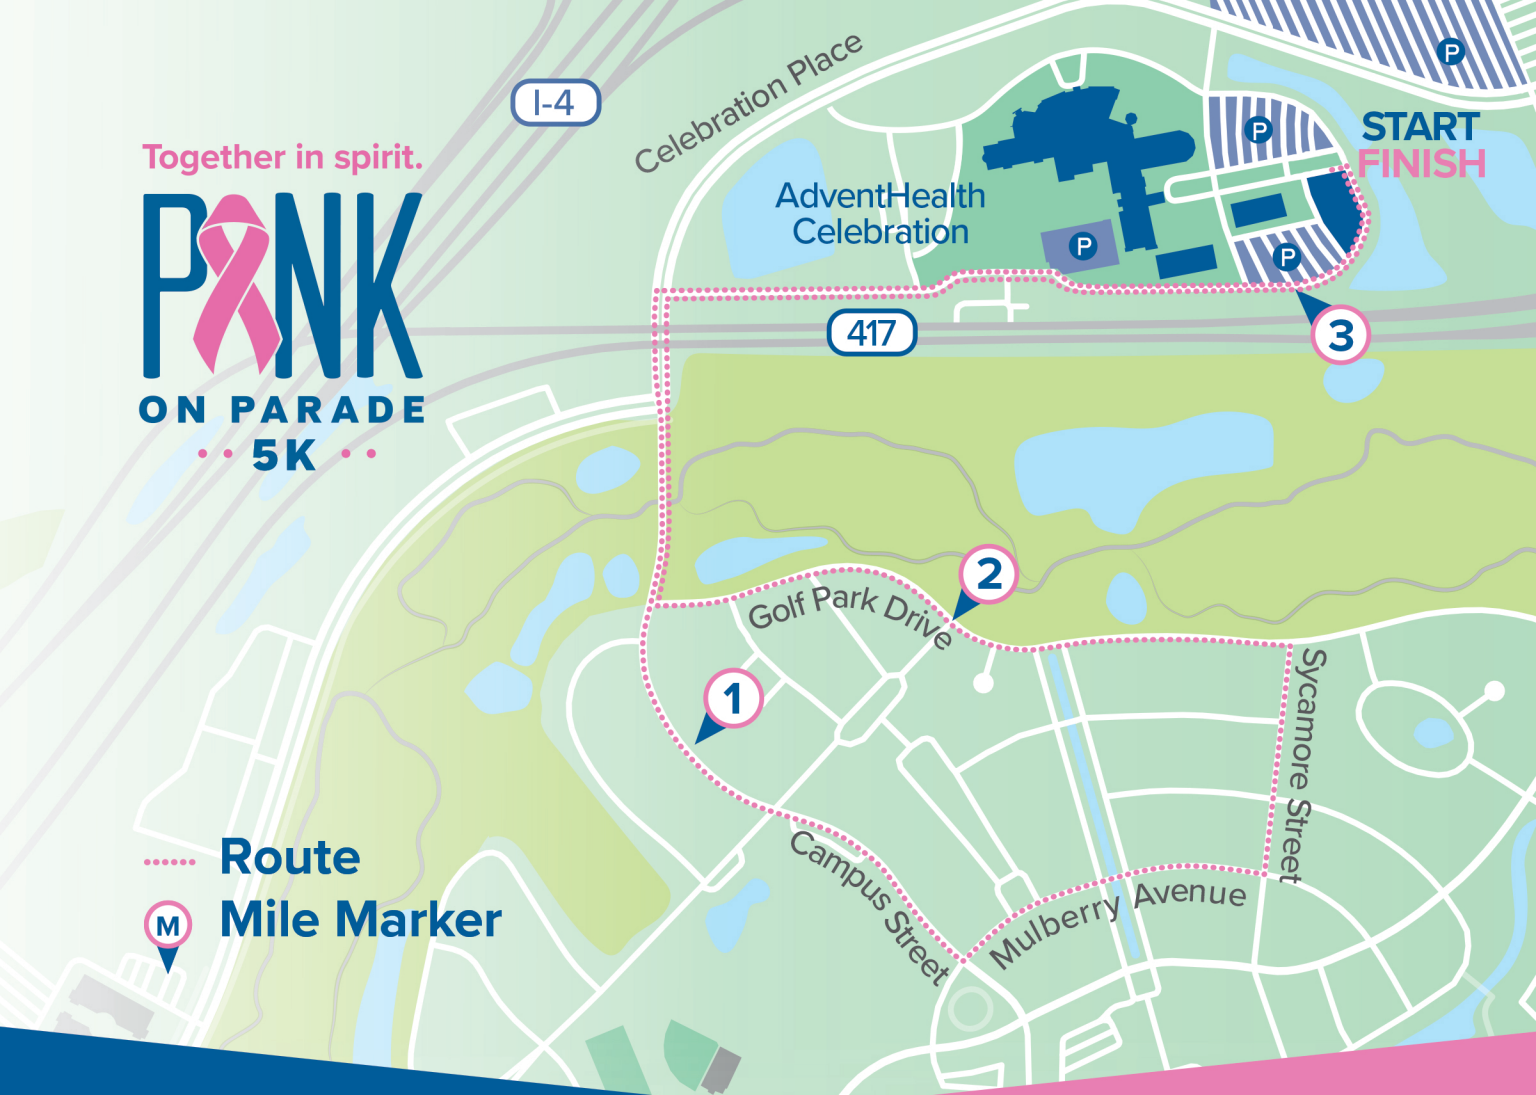 Together in spirit.
PINK
ON PARADE
•• 5K ••
I-4
Celebration Place
AdventHealth
Celebration
P
P
P
P
START
FINISH
417
3
2
1
Golf Park Drive
Sycamore Street
Campus Street
Mulberry Avenue
Route
M
Mile Marker